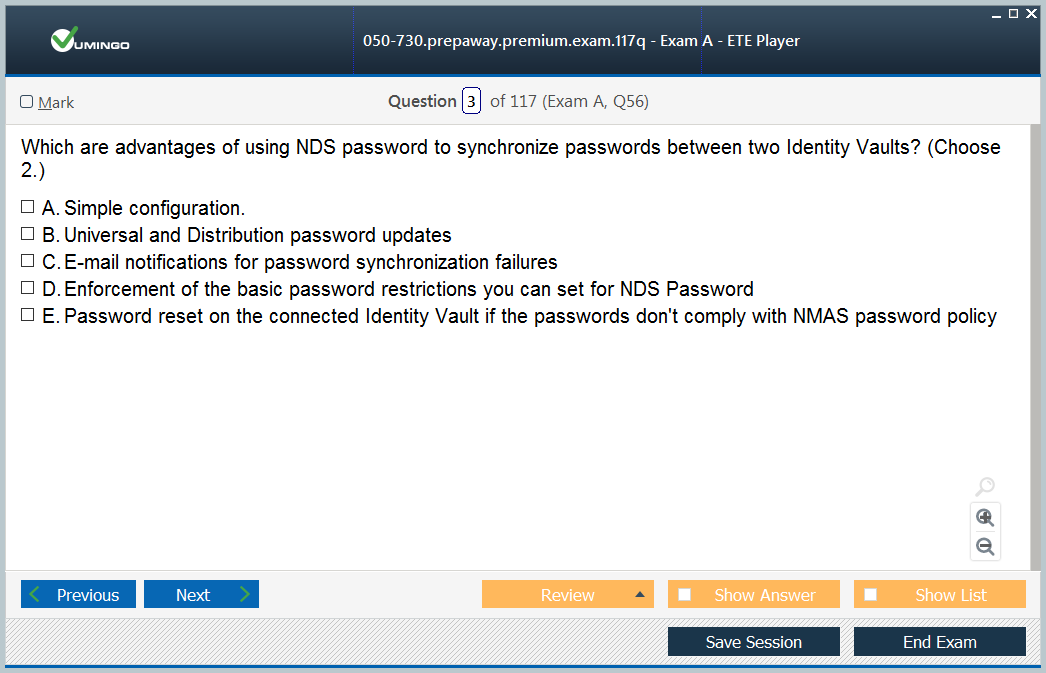 VUMINGO
050-730.prepaway.premium.exam.117q - Exam A - ETE Player
Mark
Question 3 of 117 (Exam A, Q56)
Which are advantages of using NDS password to synchronize passwords between two Identity Vaults? (Choose
2.)
A. Simple configuration.
B. Universal and Distribution password updates
C. E-mail notifications for password synchronization failures
D. Enforcement of the basic password restrictions you can set for NDS Password
E. Password reset on the connected Identity Vault if the passwords don't comply with NMAS password policy
Previous
Next
Review
Show Answer
Show List
Save Session
End Exam